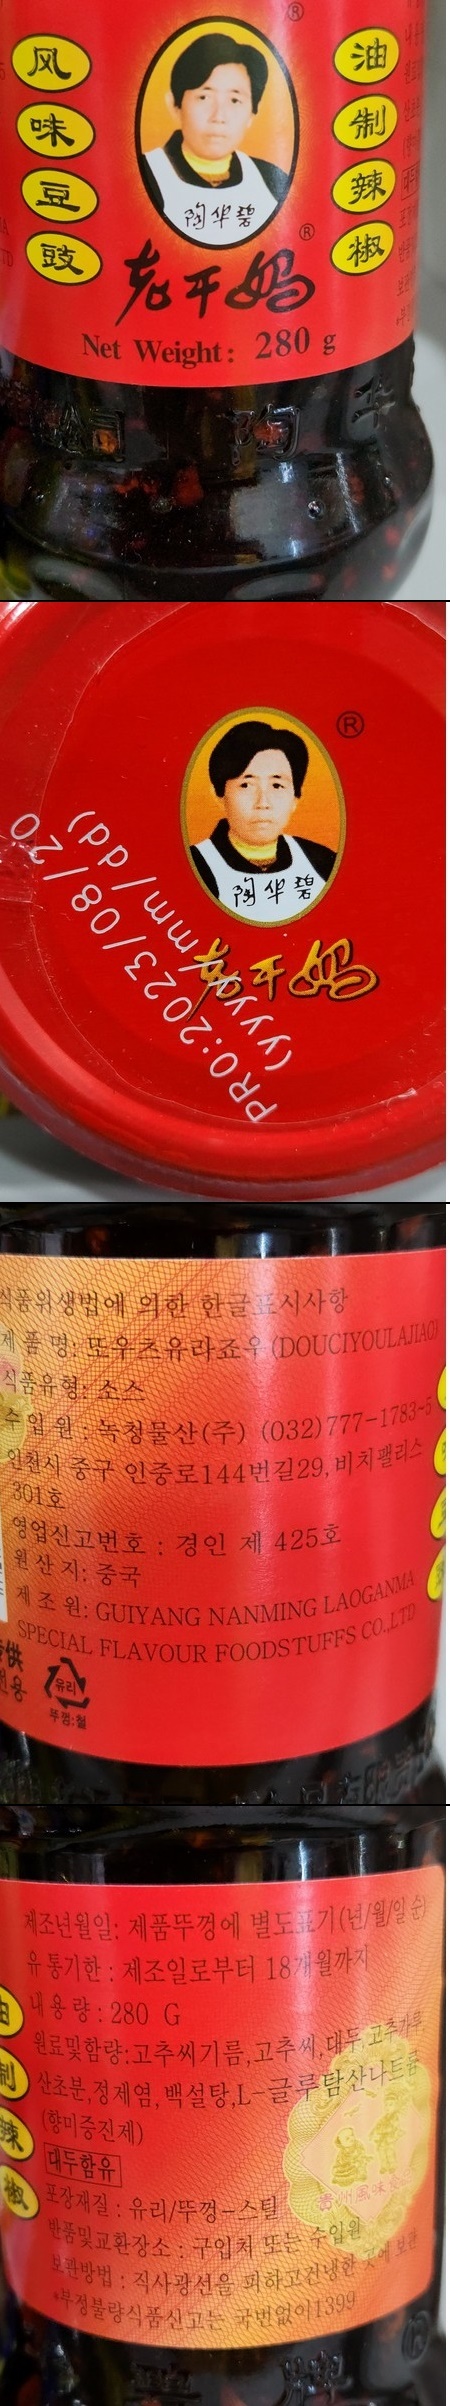 ®
风味豆豉
油制辣椒
陶华碧
老干妈®
Net Weight: 280 g
陶华
®
陶华碧
老干妈
PRO:2023/08/20
(yyyy/mm/dd)
식품위생법에 의한 한글표시사항
제 품 명: 또우츠유라죠우(DOUCIYOULAJIAO)
식품유형: 소스
수 입 원 : 녹청물산(주) (032)777-1783~5
인천시 중구 인중로144번길29,비치팰리스
301호
영업신고번호 : 경인 제 425호
원 산 지: 중국
제 조 원: GUIYANG NANMING LAOGANMA
SPECIAL FLAVOUR FOODSTUFFS CO.,LTD
유리
뚜껑:철
제조년월일: 제품뚜껑에 별도표기(년/월/일 순)
유 통기한 : 제조일로부터 18개월까지
내 용 량 : 280 G
원료및함량:고추씨기름,고추씨,대두,고추가루
산초분,정제염,백설탕,L-글루탐산나트륨
(향미증진제)
대두함유
포장재질 : 유리/뚜껑-스틸
반품및교환장소 : 구입처 또는 수입원
보관방법 : 직사광선을 피하고건냉한 곳에 보관
*부정불량식품신고는 국번없이1399
油制辣椒